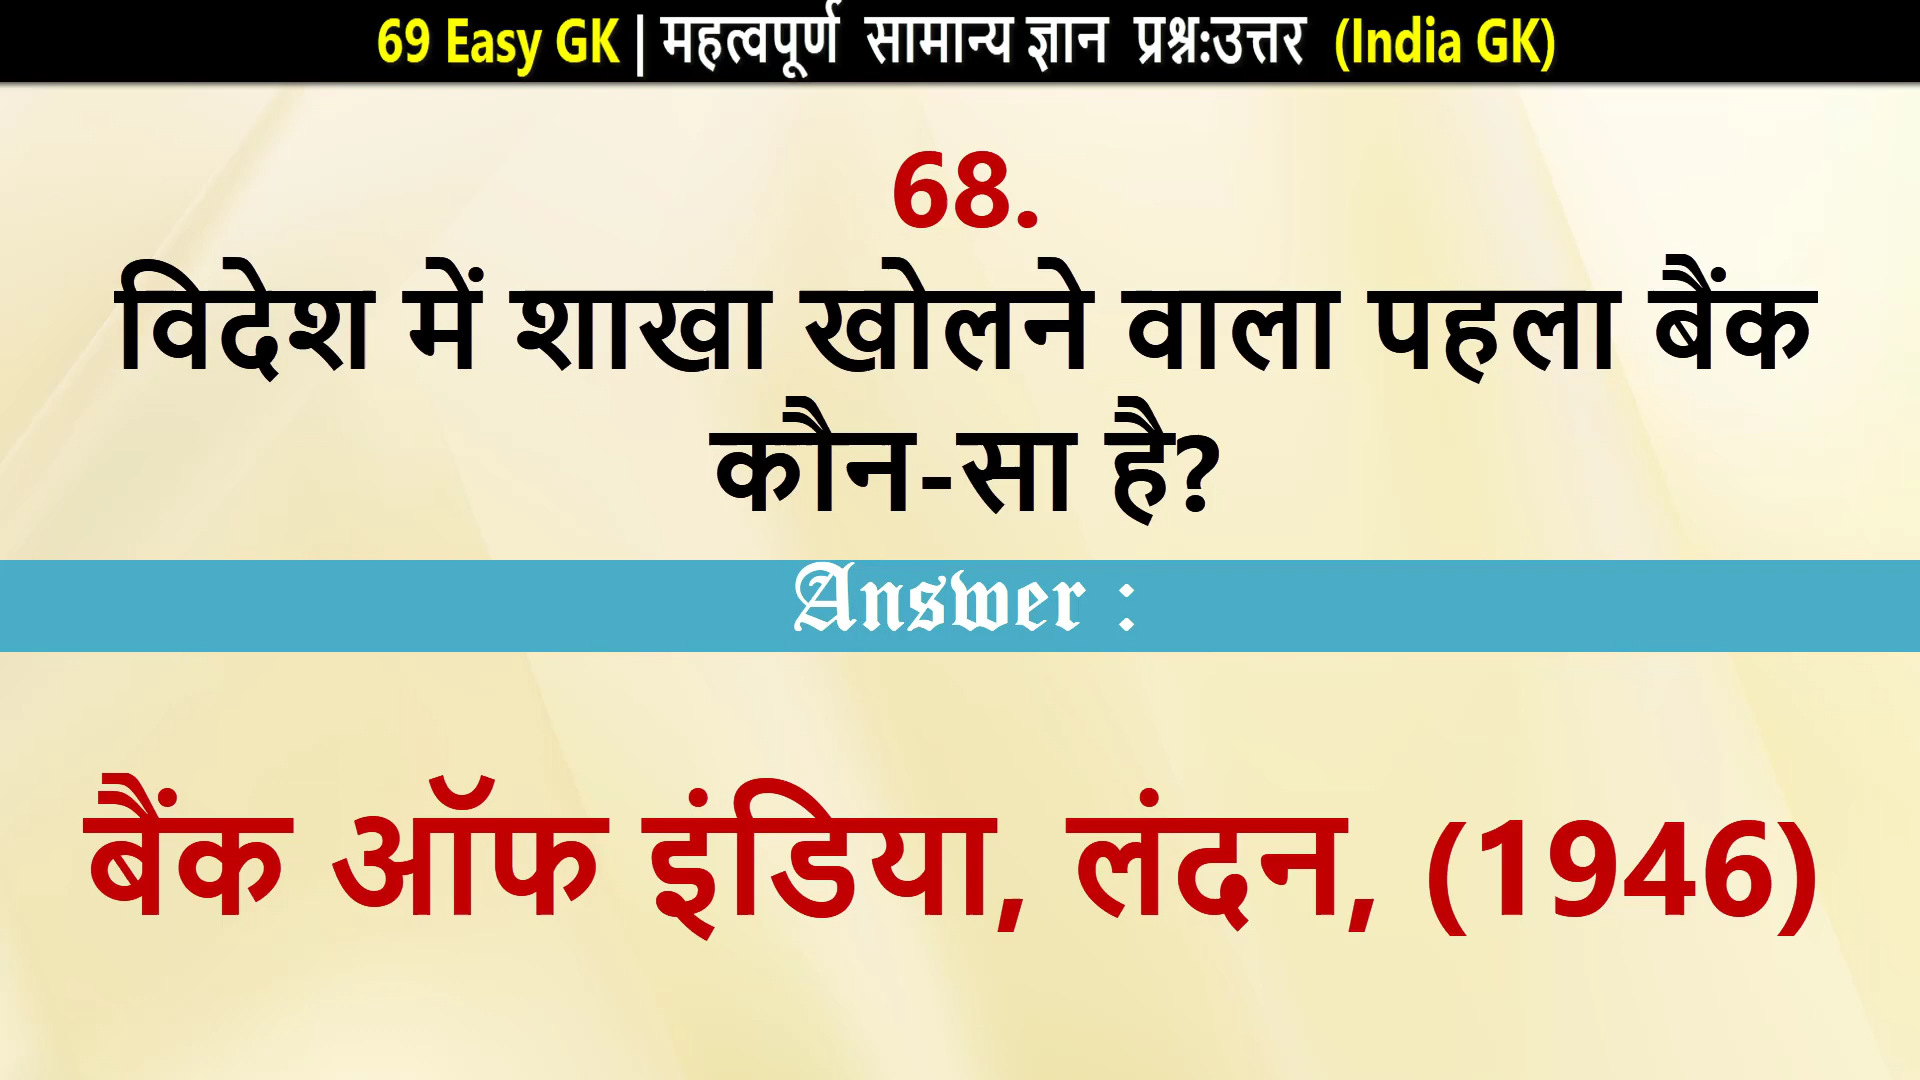 69 Easy GK | महत्वपूर्ण सामान्य ज्ञान प्रश्न:उत्तर (India GK)
68.
विदेश में शाखा खोलने वाला पहला बैंक
कौन-सा है?
Answer :
बैंक ऑफ इंडिया, लंदन, (1946)